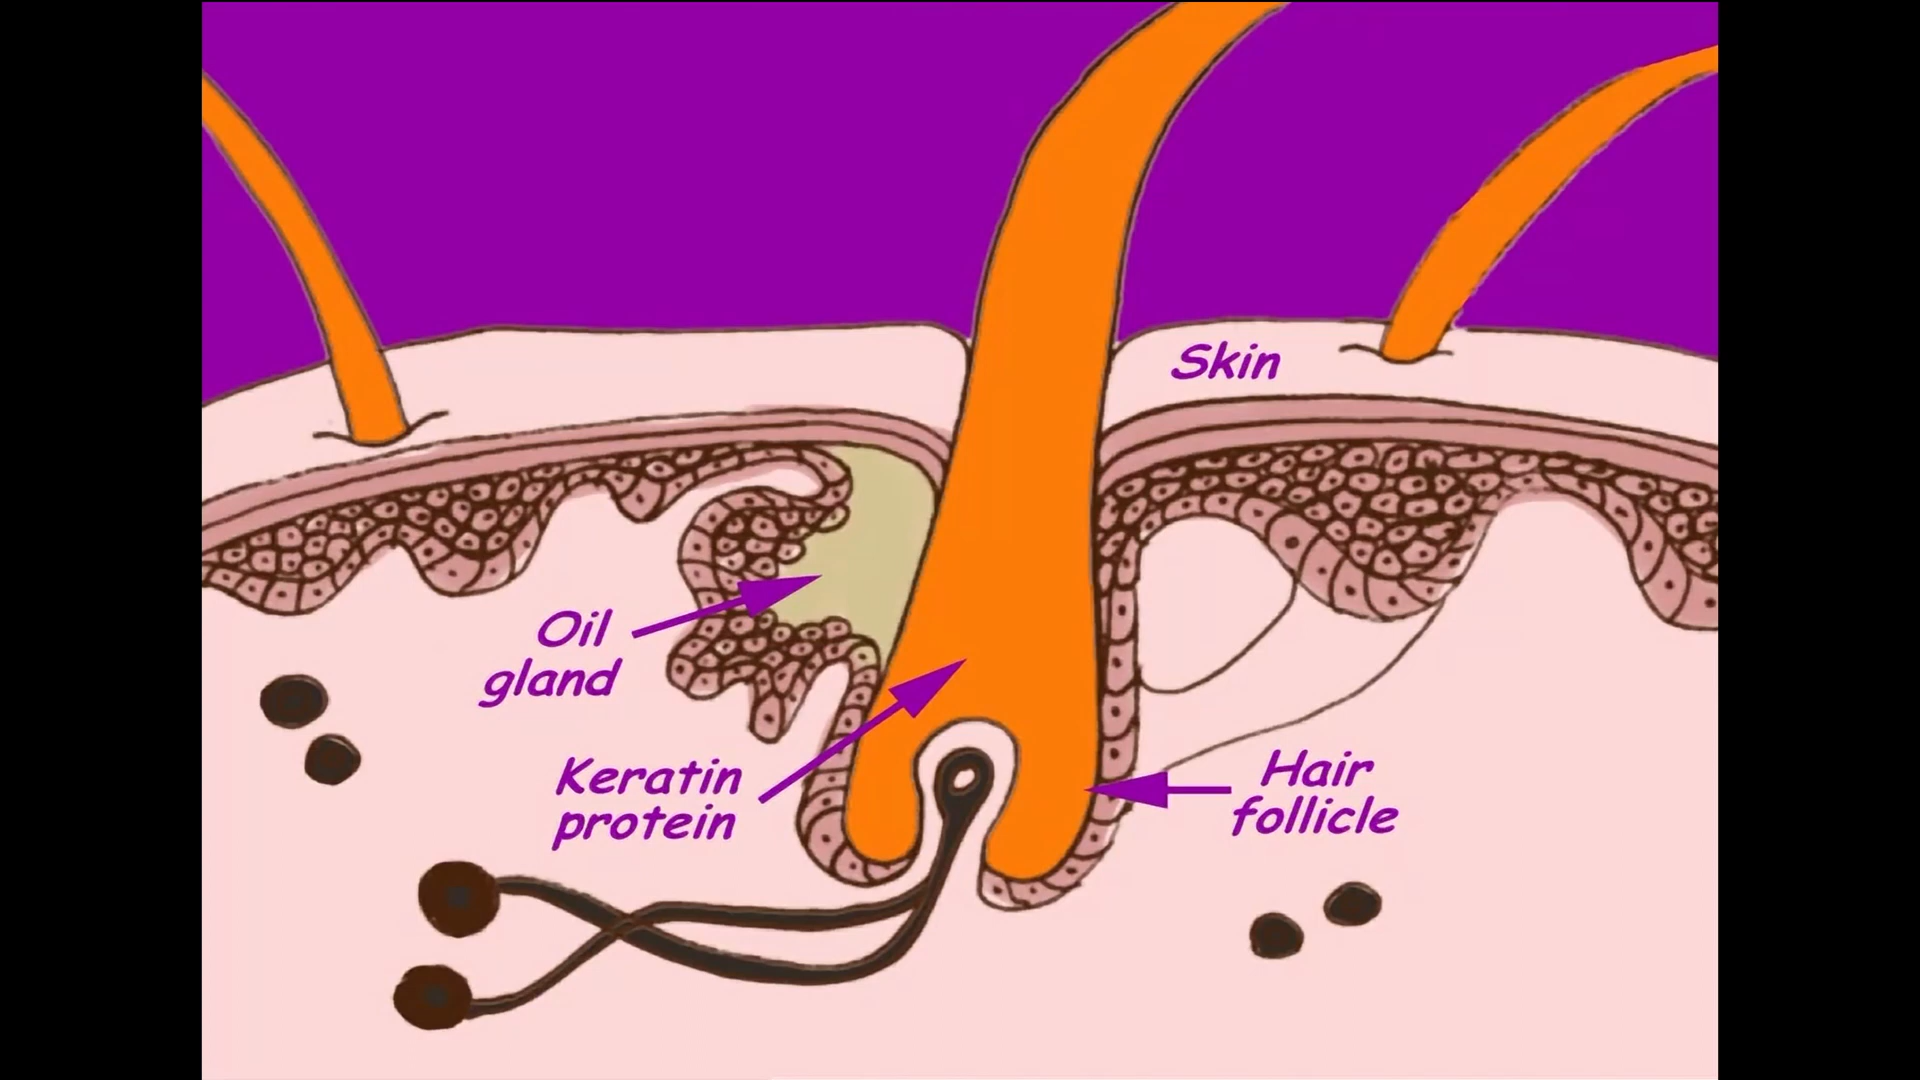 Skin
Oil
gland
Keratin
protein
Hair
follicle